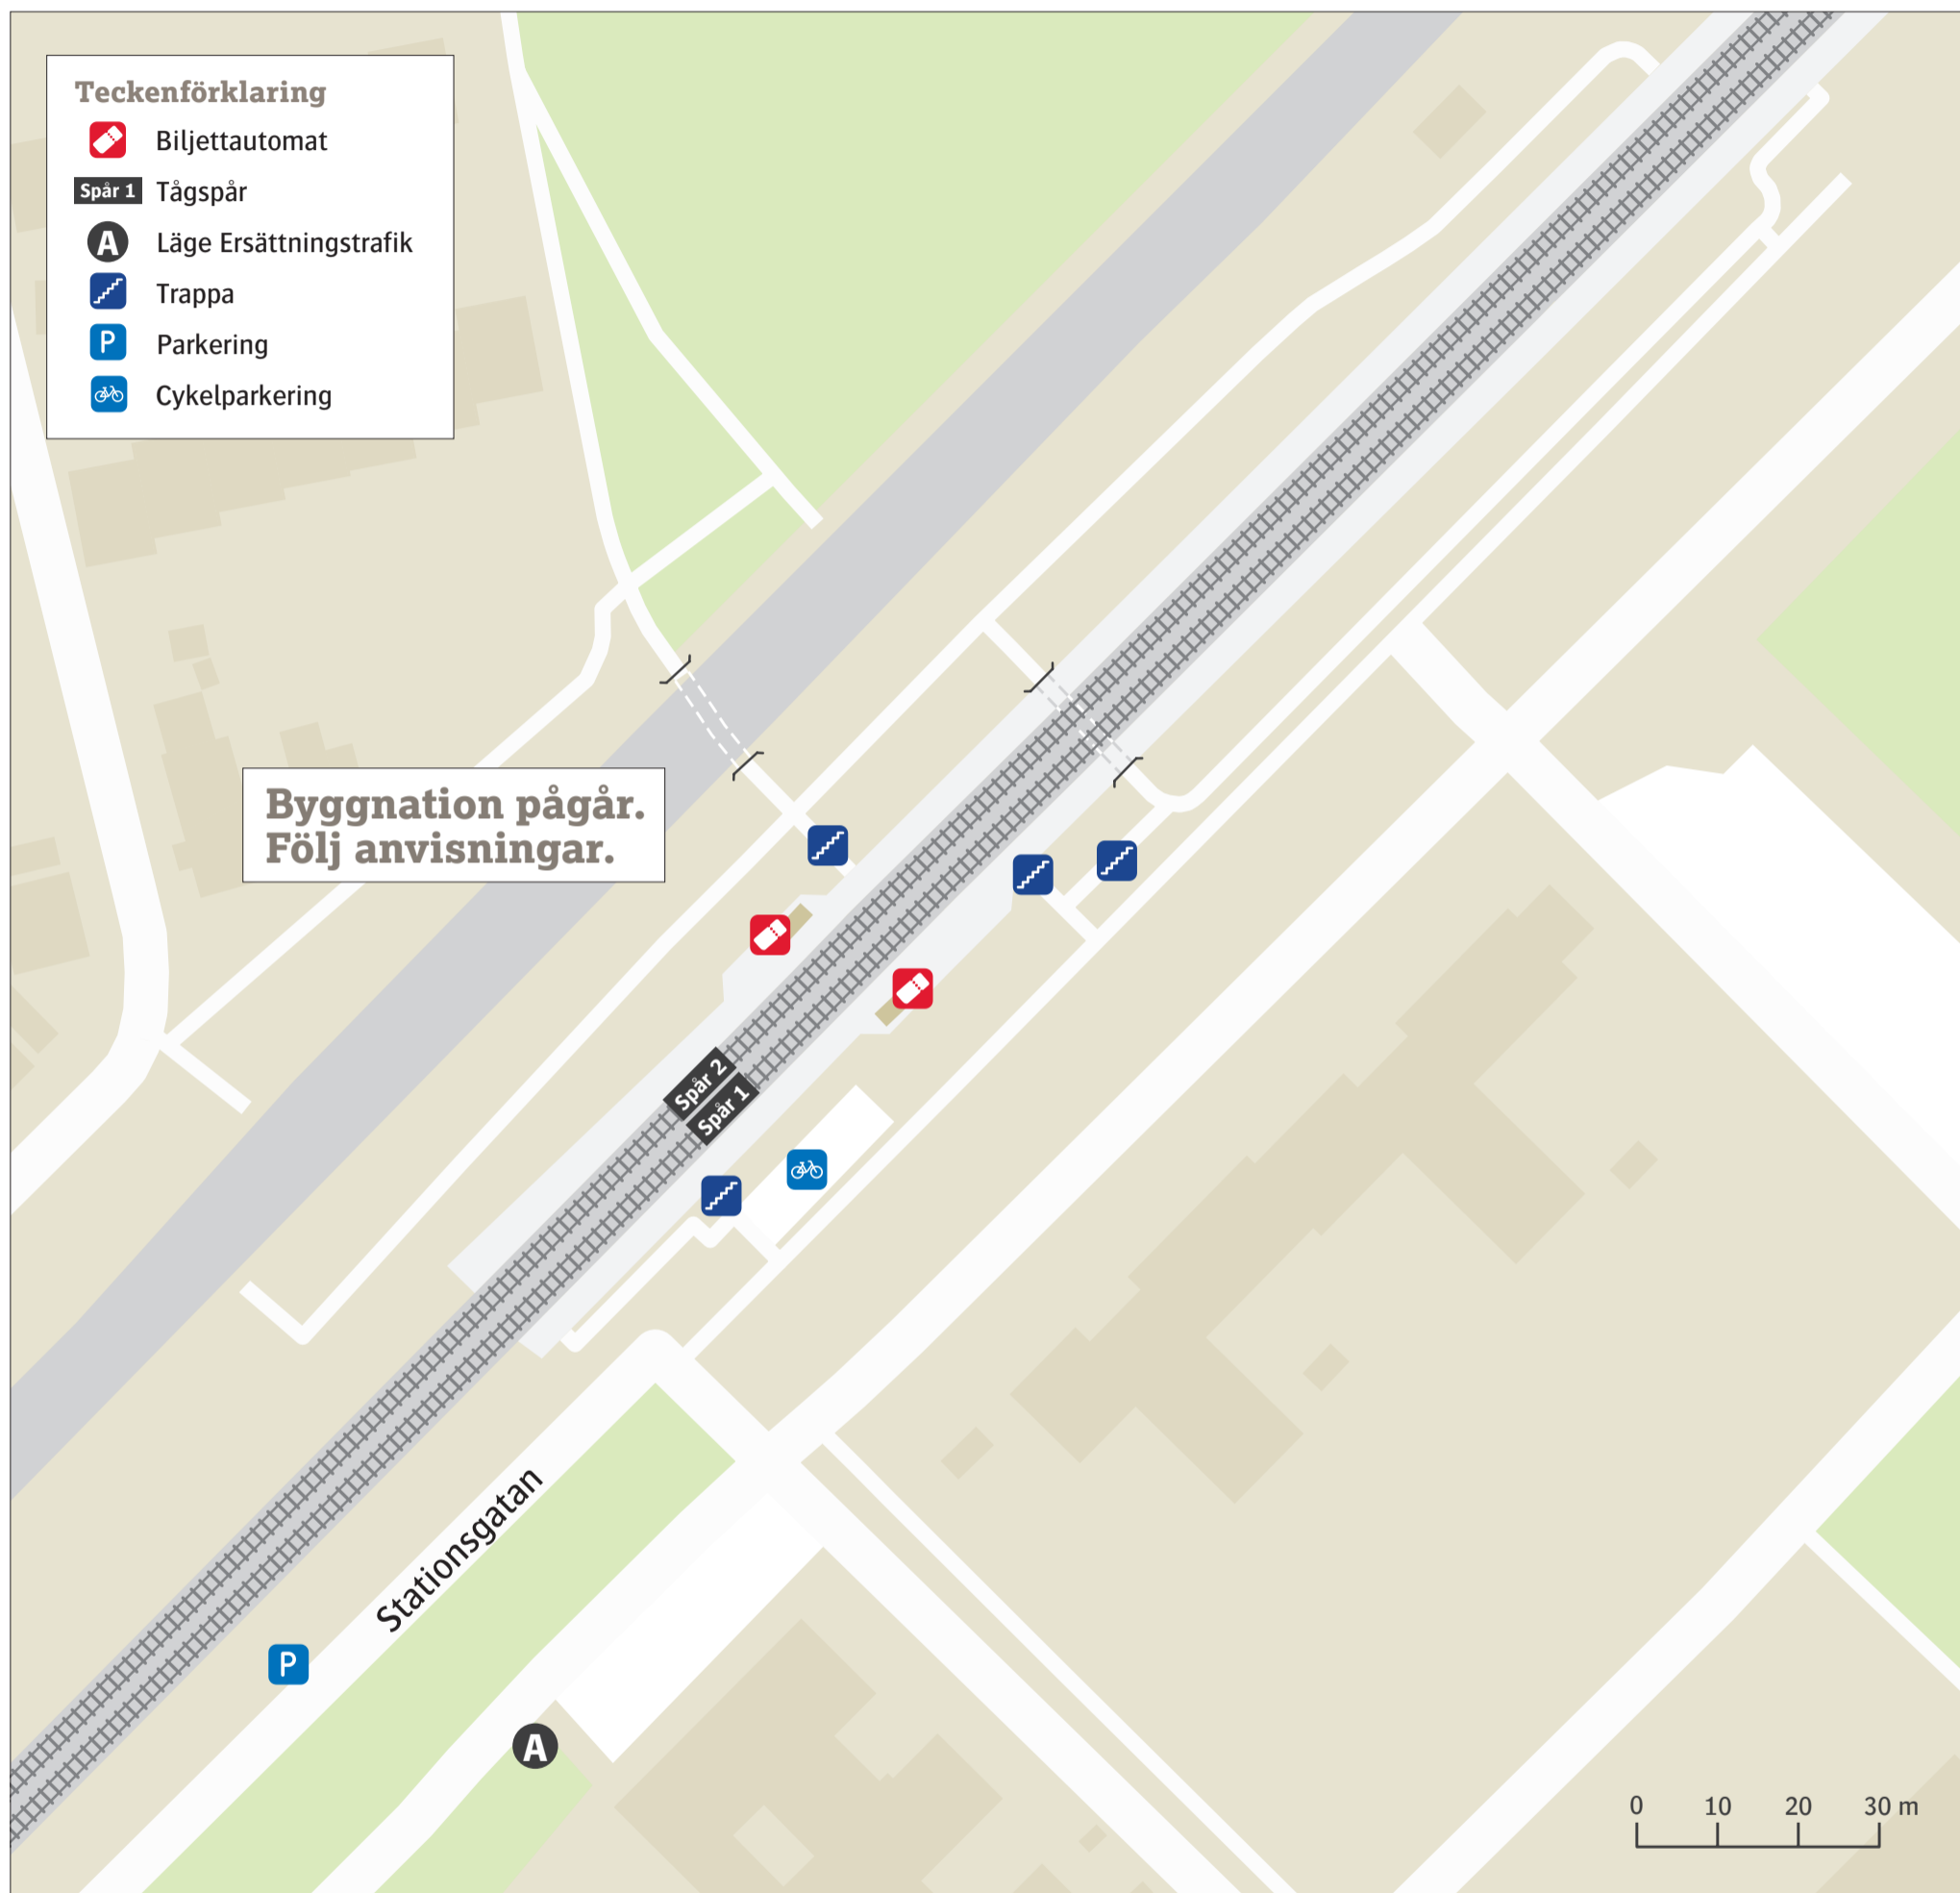 Teckenförklaring
Biljettautomat
Spår 1 Tågspår
A Läge Ersättningstrafik
Trappa
P Parkering
Cykelparkering
Byggnation pågår.
Följ anvisningar.
Spår 2
Spår 1
Stationsgatan
P
A
0 10 20 30 m